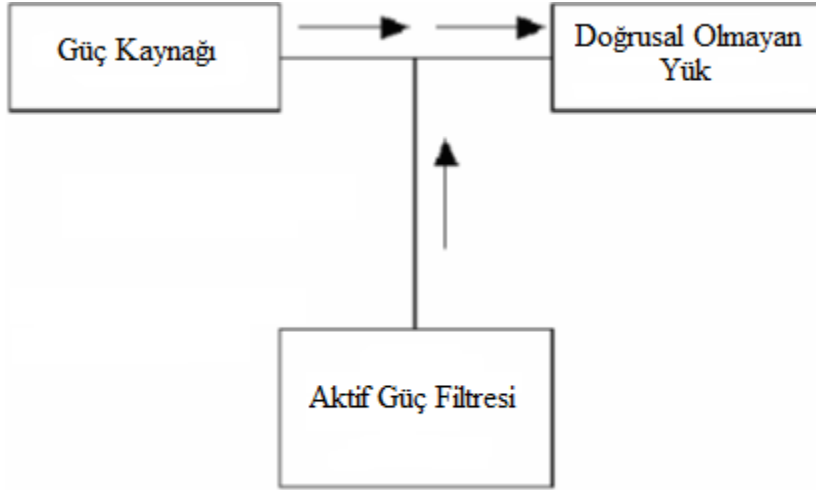 Güç Kaynağı
Doğrusal Olmayan
Yük
Aktif Güç Filtresi